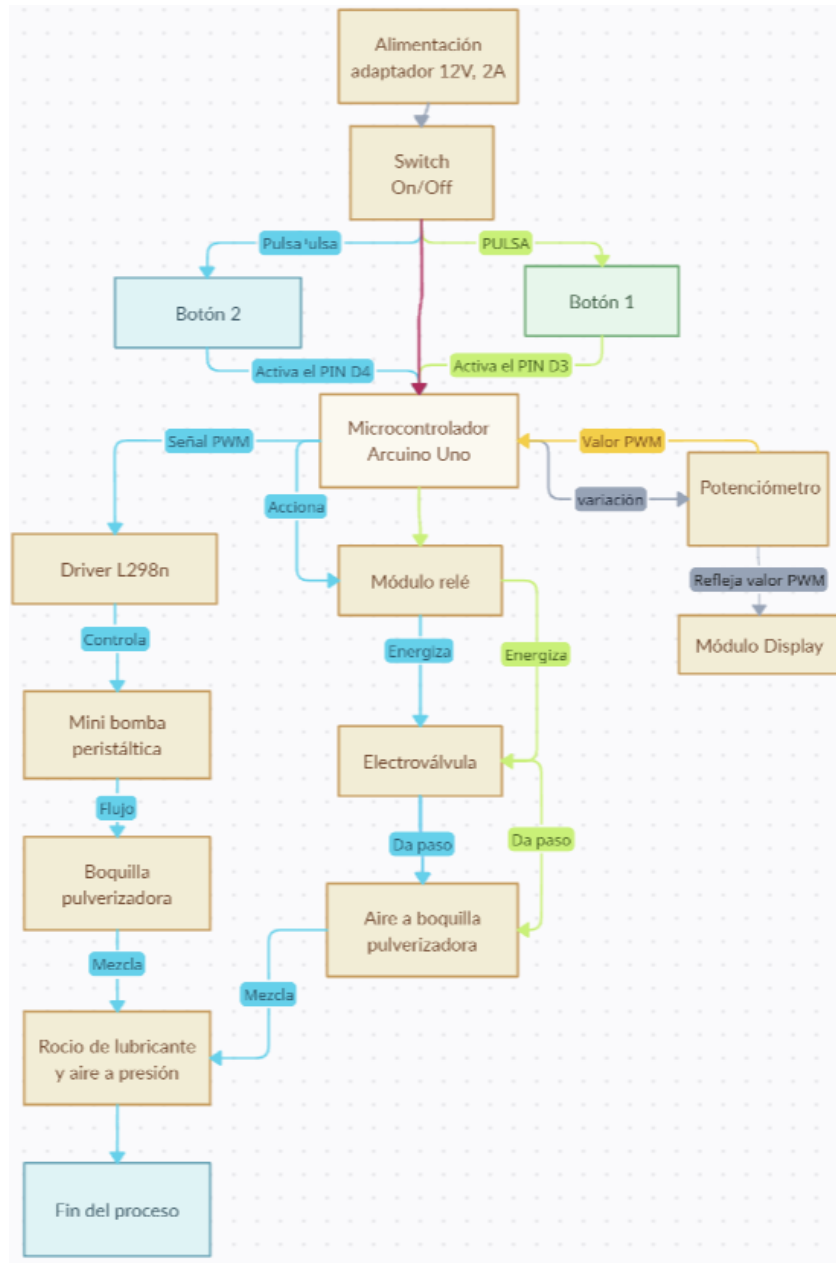 Alimentación
adaptador 12V, 2A
Switch
On/Off
Pulsa
PULSA
Botón 2
Botón 1
Activa el PIN D4
Activa el PIN D3
Microcontrolador
Arcuino Uno
Señal PWM
Valor PWM
Acciona
variación
Potenciómetro
Driver L298n
Módulo relé
Refleja valor PWM
Controla
Energiza
Energiza
Módulo Display
Mini bomba
peristáltica
Electroválvula
Flujo
Da paso
Da paso
Boquilla
pulverizadora
Aire a boquilla
pulverizadora
Mezcla
Mezcla
Rocio de lubricante
y aire a presión
Fin del proceso